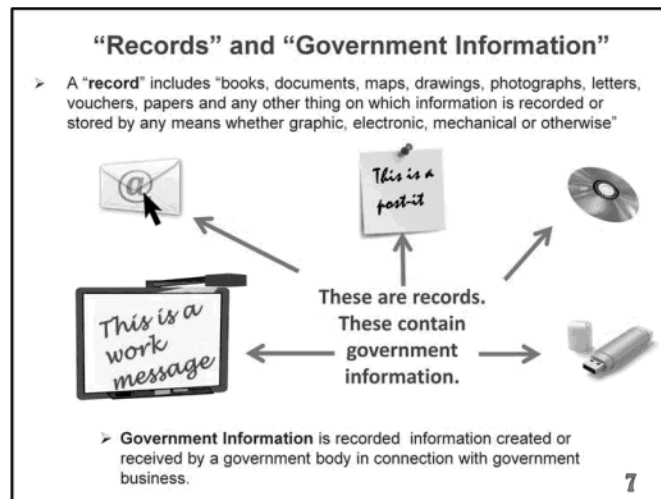 “Records” and “Government Information”
➢ A “record” includes “books, documents, maps, drawings, photographs, letters,
vouchers, papers and any other thing on which information is recorded or
stored by any means whether graphic, electronic, mechanical or otherwise”
@
This is a
post-it
This is a
work
message
These are records.
These contain
government
information.
➢ Government Information is recorded information created or
received by a government body in connection with government
business.
7